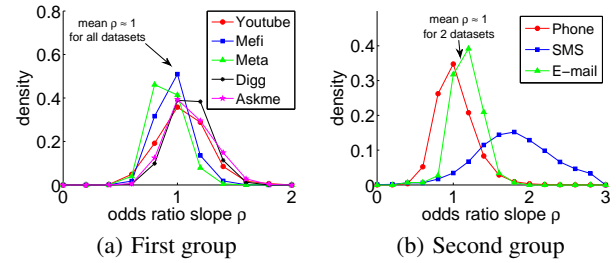 mean ρ ≈ 1
for all datasets
Youtube
Mefi
Meta
Digg
Askme
density
0.8
0.6
0.4
0.2
0
0
1
2
odds ratio slope ρ
(a) First group
mean ρ ≈ 1
for 2 datasets
Phone
SMS
E−mail
density
0.4
0.3
0.2
0.1
0
0
1
2
3
odds ratio slope ρ
(b) Second group